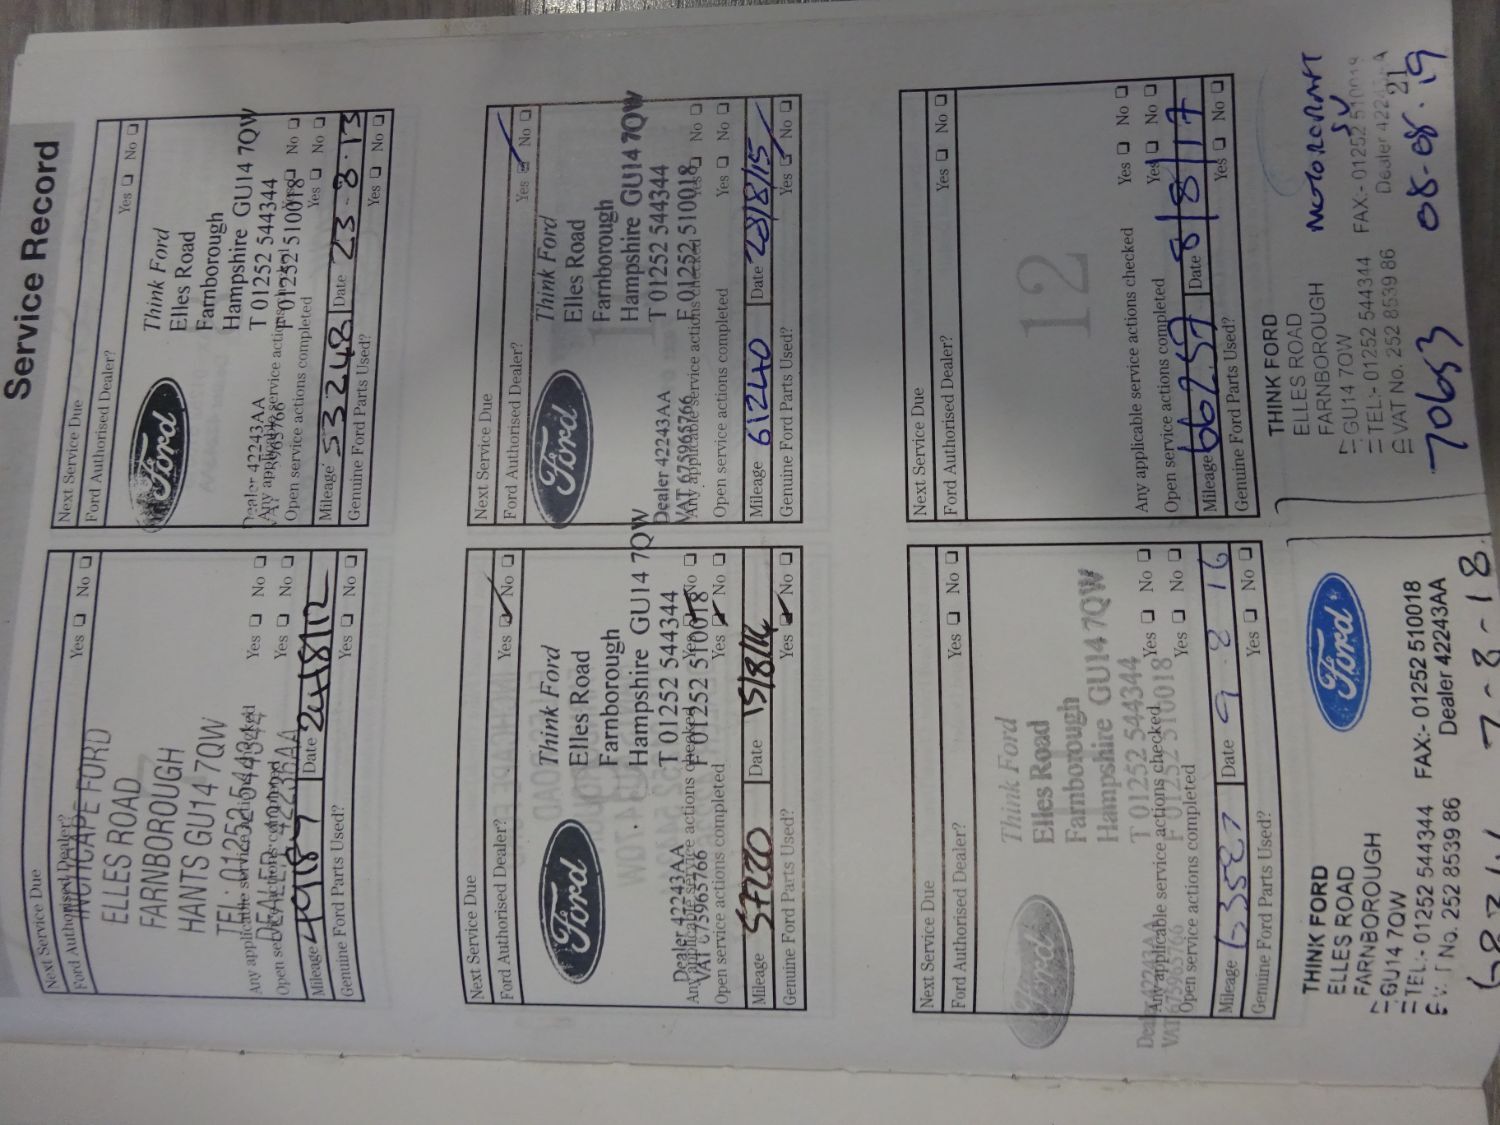 Service Record
Next Service Due
Ford Authorised Dealer? Yes No
INCHCAPE FORD
ELLES ROAD
FARNBOROUGH
HANTS GU14 7QW
TEL: 01252 544344
DEALER 42236AA
Any applicable service actions checked Yes No
Open service actions completed Yes No
Mileage 49187 Date 24/8/12
Genuine Ford Parts Used? Yes No
Next Service Due
Ford Authorised Dealer? Yes No
Think Ford
Elles Road
Farnborough
Hampshire GU14 7QW
T 01252 544344
F 01252 510018
Ford
Dealer 42243AA
965766
Any applicable service actions Yes No
Open service actions completed Yes No
Mileage 53248 Date 23-8-13
Genuine Ford Parts Used? Yes No
Next Service Due
Ford Authorised Dealer? Yes No
Think Ford
Elles Road
Farnborough
Hampshire GU14 7QW
T 01252 544344
F 01252 510018
Ford
Dealer 42243AA
VAT 675965766
Any applicable service actions checked Yes No
Open service actions completed Yes No
Mileage Date 15/8/14
Genuine Ford Parts Used? Yes No
Next Service Due
Ford Authorised Dealer? Yes No
Think Ford
Elles Road
Farnborough
Hampshire GU14 7QW
T 01252 544344
F 01252 510018
Ford
Dealer 42243AA
VAT 675965766
Any applicable service actions checked Yes No
Open service actions completed Yes No
Mileage 61240 Date 28/8/15
Genuine Ford Parts Used? Yes No
Next Service Due
Ford Authorised Dealer? Yes No
Think Ford
Elles Road
Farnborough
Hampshire GU14 7QW
T 01252 544344
F 01252 510018
Ford
Dealer 42243AA
VAT 675965766
Any applicable service actions checked Yes No
Open service actions completed Yes No
Mileage 63587 Date 9 8 16
Genuine Ford Parts Used? Yes No
Next Service Due
Ford Authorised Dealer? Yes No
12
Any applicable service actions checked Yes No
Open service actions completed Yes No
Mileage 66257 Date 8/8/17
Genuine Ford Parts Used? Yes No
THINK FORD
ELLES ROAD
FARNBOROUGH
GU14 7QW
TEL:- 01252 544344 FAX:- 01252 510018
VAT No. 252 8539 86 Dealer 42243AA
Ford
7-8-18
THINK FORD
ELLES ROAD
FARNBOROUGH MOTORCRAFT
GU14 7QW
TEL:- 01252 544344 FAX:- 01252 510018
VAT No. 252 8539 86 Dealer
21
70653 08.08.19